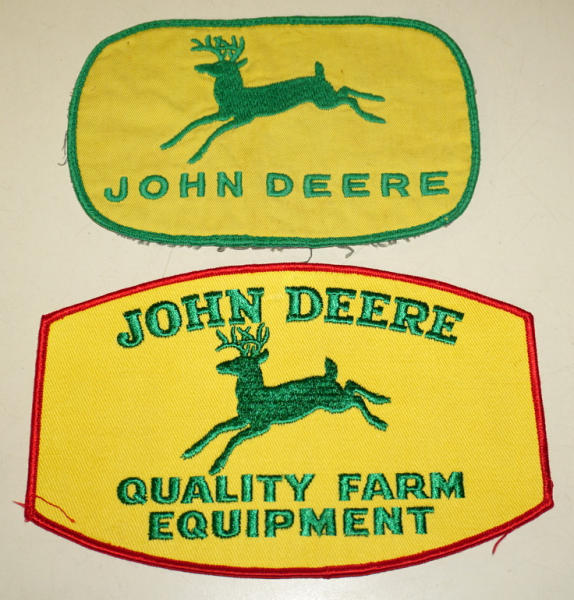 JOHN DEERE
JOHN DEERE
QUALITY FARM
EQUIPMENT